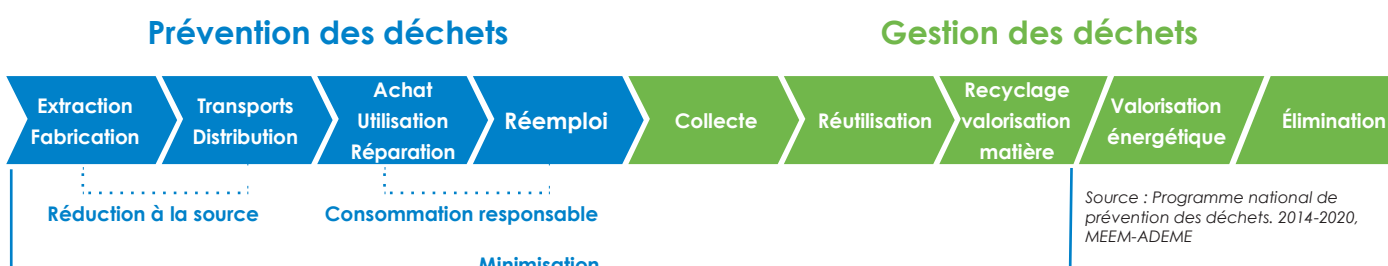 Prévention des déchets
Gestion des déchets
Extraction
Fabrication
Transports
Distribution
Achat
Utilisation
Réparation
Réemploi
Collecte
Réutilisation
Recyclage
valorisation
matière
Valorisation
énergétique
Élimination
Réduction à la source
Consommation responsable
Source : Programme national de
prévention des déchets. 2014-2020,
MEEM-ADEME
Minimisation